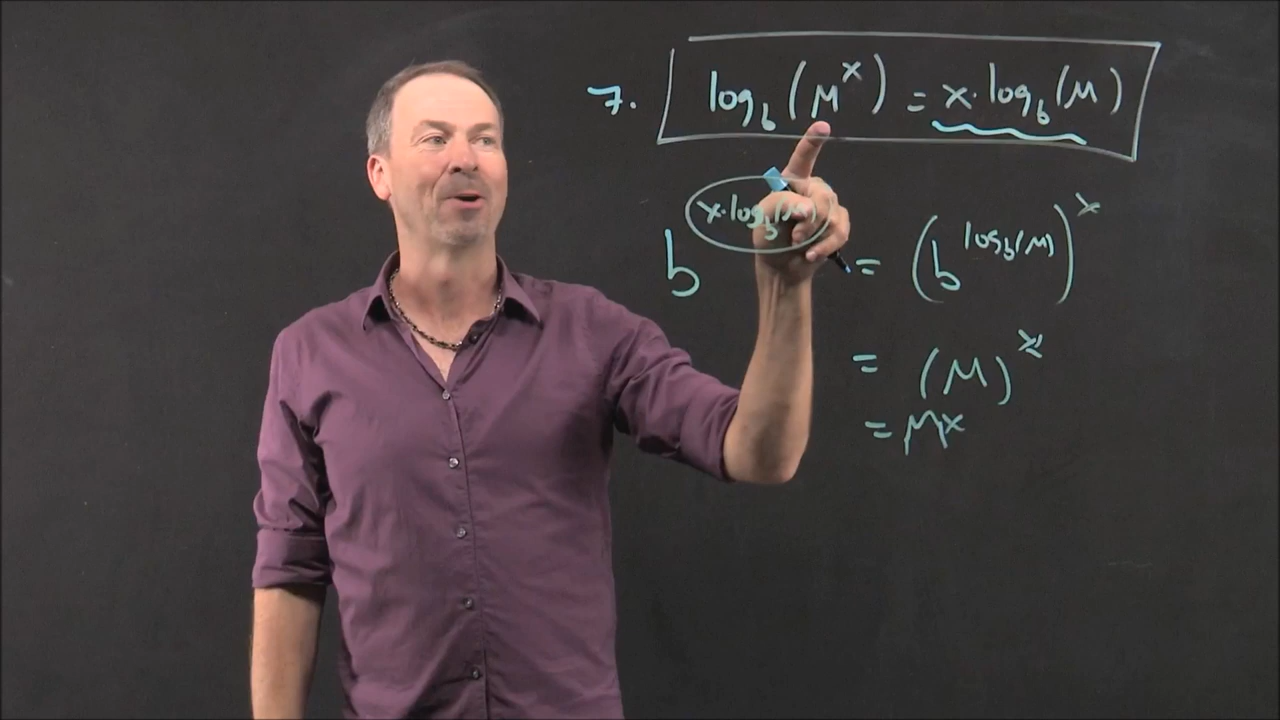 7. log_b(M^x) = x·log_b(M)
b^(x·log_b(M)) = (b^(log_b(M)))^x
= (M)^x
= M^x